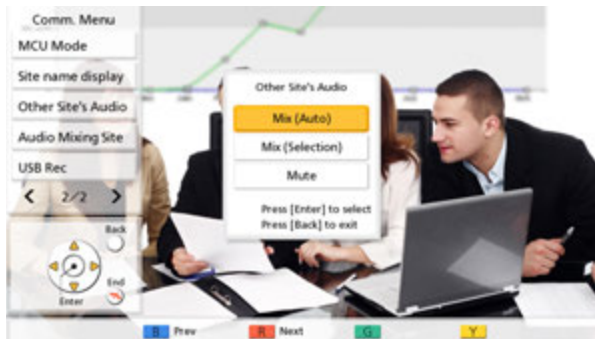 Comm. Menu
MCU Mode
Site name display
Other Site's Audio
Audio Mixing Site
USB Rec
2/2
Back
End
Enter
Other Site's Audio
Mix (Auto)
Mix (Selection)
Mute
Press [Enter] to select
Press [Back] to exit
B Prev
R Next
G
Y